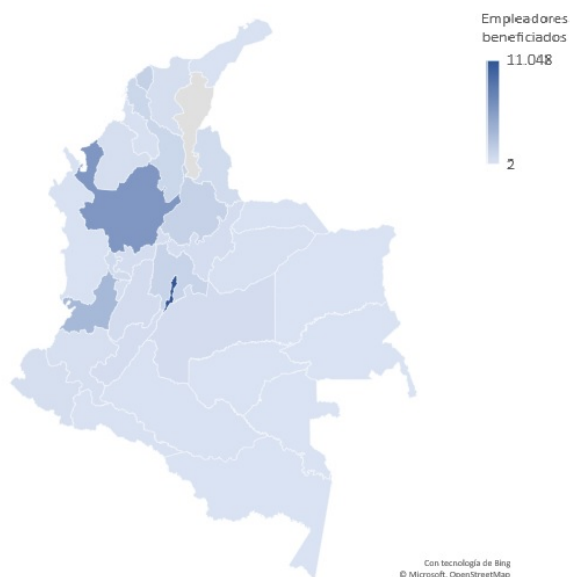 Empleadores
beneficiados
11.048
2
Con tecnología de Bing
© Microsoft, OpenStreetMap